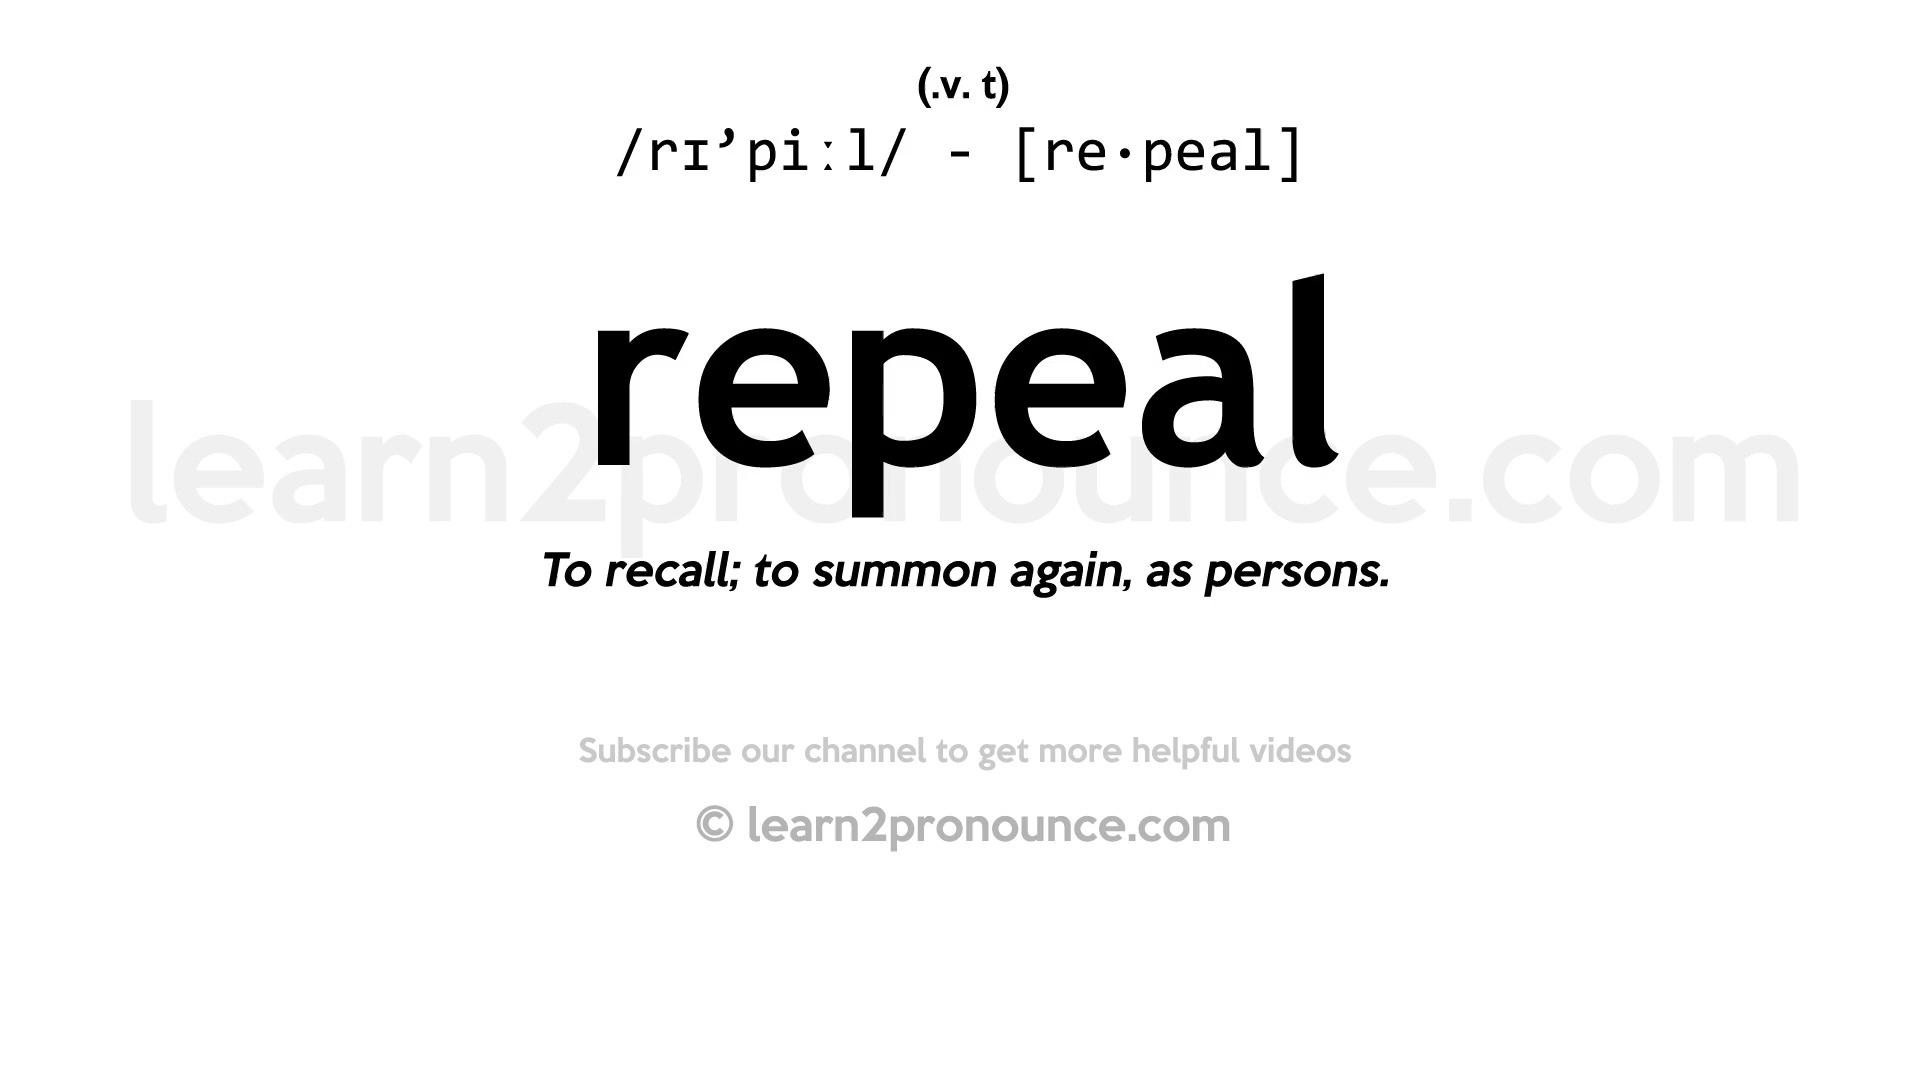 (.v. t)
/rɪ’piːl/ - [re·peal]
repeal
learn2pronounce.com
To recall; to summon again, as persons.
Subscribe our channel to get more helpful videos
© learn2pronounce.com